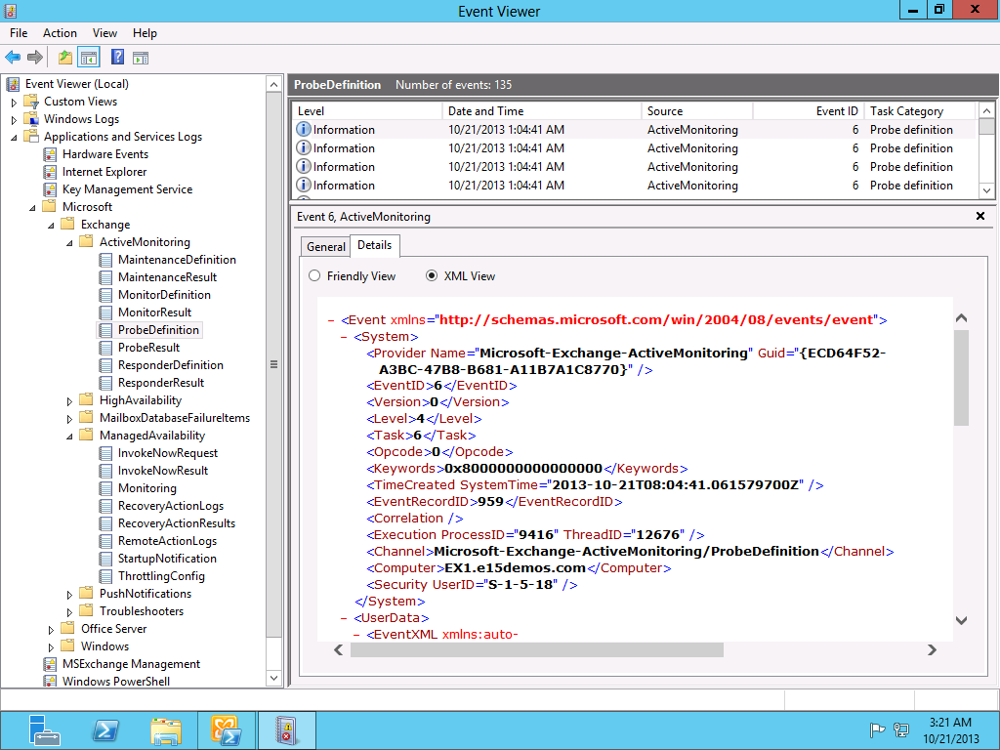 Event Viewer
File Action View Help
Event Viewer (Local)
Custom Views
Windows Logs
Applications and Services Logs
Hardware Events
Internet Explorer
Key Management Service
Microsoft
Exchange
ActiveMonitoring
MaintenanceDefinition
MaintenanceResult
MonitorDefinition
MonitorResult
ProbeDefinition
ProbeResult
ResponderDefinition
ResponderResult
HighAvailability
MailboxDatabaseFailureItems
ManagedAvailability
InvokeNowRequest
InvokeNowResult
Monitoring
RecoveryActionLogs
RecoveryActionResults
RemoteActionLogs
StartupNotification
ThrottlingConfig
PushNotifications
Troubleshooters
Office Server
Windows
MSExchange Management
Windows PowerShell
ProbeDefinition Number of events: 135
Level Date and Time Source Event ID Task Category
Information 10/21/2013 1:04:41 AM ActiveMonitoring 6 Probe definition
Information 10/21/2013 1:04:41 AM ActiveMonitoring 6 Probe definition
Information 10/21/2013 1:04:41 AM ActiveMonitoring 6 Probe definition
Information 10/21/2013 1:04:41 AM ActiveMonitoring 6 Probe definition
Event 6, ActiveMonitoring
General Details
Friendly View XML View
- <Event xmlns="http://schemas.microsoft.com/win/2004/08/events/event">
- <System>
<Provider Name="Microsoft-Exchange-ActiveMonitoring" Guid="{ECD64F52-
A3BC-47B8-B681-A11B7A1C8770}" />
<EventID>6</EventID>
<Version>0</Version>
<Level>4</Level>
<Task>6</Task>
<Opcode>0</Opcode>
<Keywords>0x8000000000000000</Keywords>
<TimeCreated SystemTime="2013-10-21T08:04:41.061579700Z" />
<EventRecordID>959</EventRecordID>
<Correlation />
<Execution ProcessID="9416" ThreadID="12676" />
<Channel>Microsoft-Exchange-ActiveMonitoring/ProbeDefinition</Channel>
<Computer>EX1.e15demos.com</Computer>
<Security UserID="S-1-5-18" />
</System>
- <UserData>
- <EventXML xmlns:auto-
3:21 AM
10/21/2013